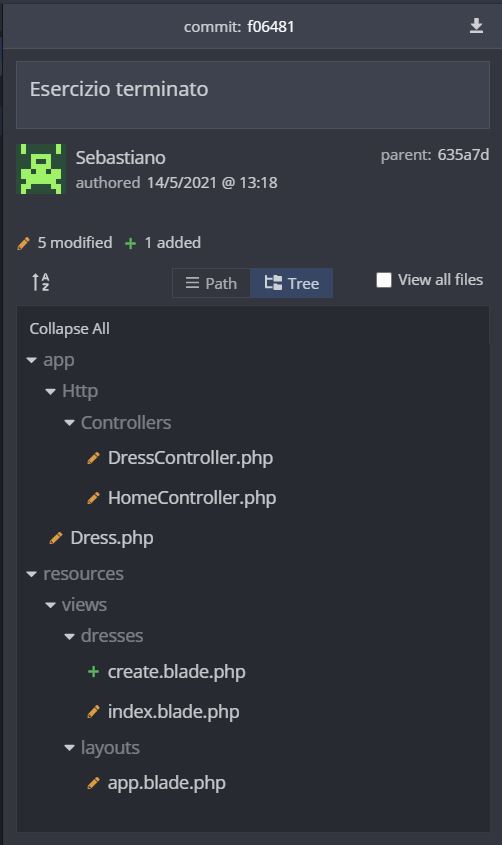 commit: f06481
Esercizio terminato
Sebastiano
parent: 635a7d
authored 14/5/2021 @ 13:18
5 modified + 1 added
A Z Path Tree View all files
Collapse All
app
Http
Controllers
DressController.php
HomeController.php
Dress.php
resources
views
dresses
+ create.blade.php
index.blade.php
layouts
app.blade.php